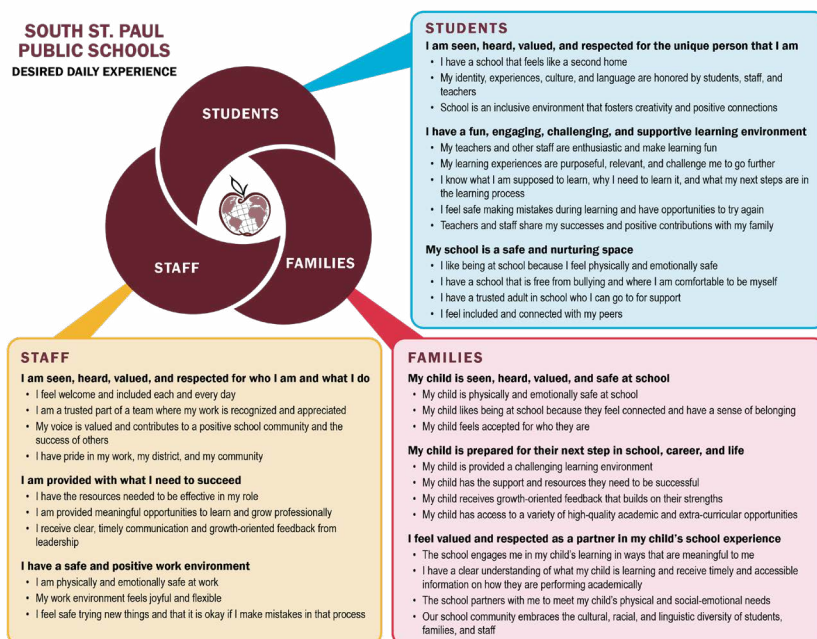 SOUTH ST. PAUL
PUBLIC SCHOOLS
DESIRED DAILY EXPERIENCE
STUDENTS
STAFF
FAMILIES
STUDENTS
I am seen, heard, valued, and respected for the unique person that I am
• I have a school that feels like a second home
• My identity, experiences, culture, and language are honored by students, staff, and
teachers
• School is an inclusive environment that fosters creativity and positive connections
I have a fun, engaging, challenging, and supportive learning environment
• My teachers and other staff are enthusiastic and make learning fun
• My learning experiences are purposeful, relevant, and challenge me to go further
• I know what I am supposed to learn, why I need to learn it, and what my next steps are in
the learning process
• I feel safe making mistakes during learning and have opportunities to try again
• Teachers and staff share my successes and positive contributions with my family
My school is a safe and nurturing space
• I like being at school because I feel physically and emotionally safe
• I have a school that is free from bullying and where I am comfortable to be myself
• I have a trusted adult in school who I can go to for support
• I feel included and connected with my peers
STAFF
I am seen, heard, valued, and respected for who I am and what I do
• I feel welcome and included each and every day
• I am a trusted part of a team where my work is recognized and appreciated
• My voice is valued and contributes to a positive school community and the
success of others
• I have pride in my work, my district, and my community
I am provided with what I need to succeed
• I have the resources needed to be effective in my role
• I am provided meaningful opportunities to learn and grow professionally
• I receive clear, timely communication and growth-oriented feedback from
leadership
I have a safe and positive work environment
• I am physically and emotionally safe at work
• My work environment feels joyful and flexible
• I feel safe trying new things and that it is okay if I make mistakes in that process
FAMILIES
My child is seen, heard, valued, and safe at school
• My child is physically and emotionally safe at school
• My child likes being at school because they feel connected and have a sense of belonging
• My child feels accepted for who they are
My child is prepared for their next step in school, career, and life
• My child is provided a challenging learning environment
• My child has the support and resources they need to be successful
• My child receives growth-oriented feedback that builds on their strengths
• My child has access to a variety of high-quality academic and extra-curricular opportunities
I feel valued and respected as a partner in my child's school experience
• The school engages me in my child's learning in ways that are meaningful to me
• I have a clear understanding of what my child is learning and receive timely and accessible
information on how they are performing academically
• The school partners with me to meet my child's physical and social-emotional needs
• Our school community embraces the cultural, racial, and linguistic diversity of students,
families, and staff